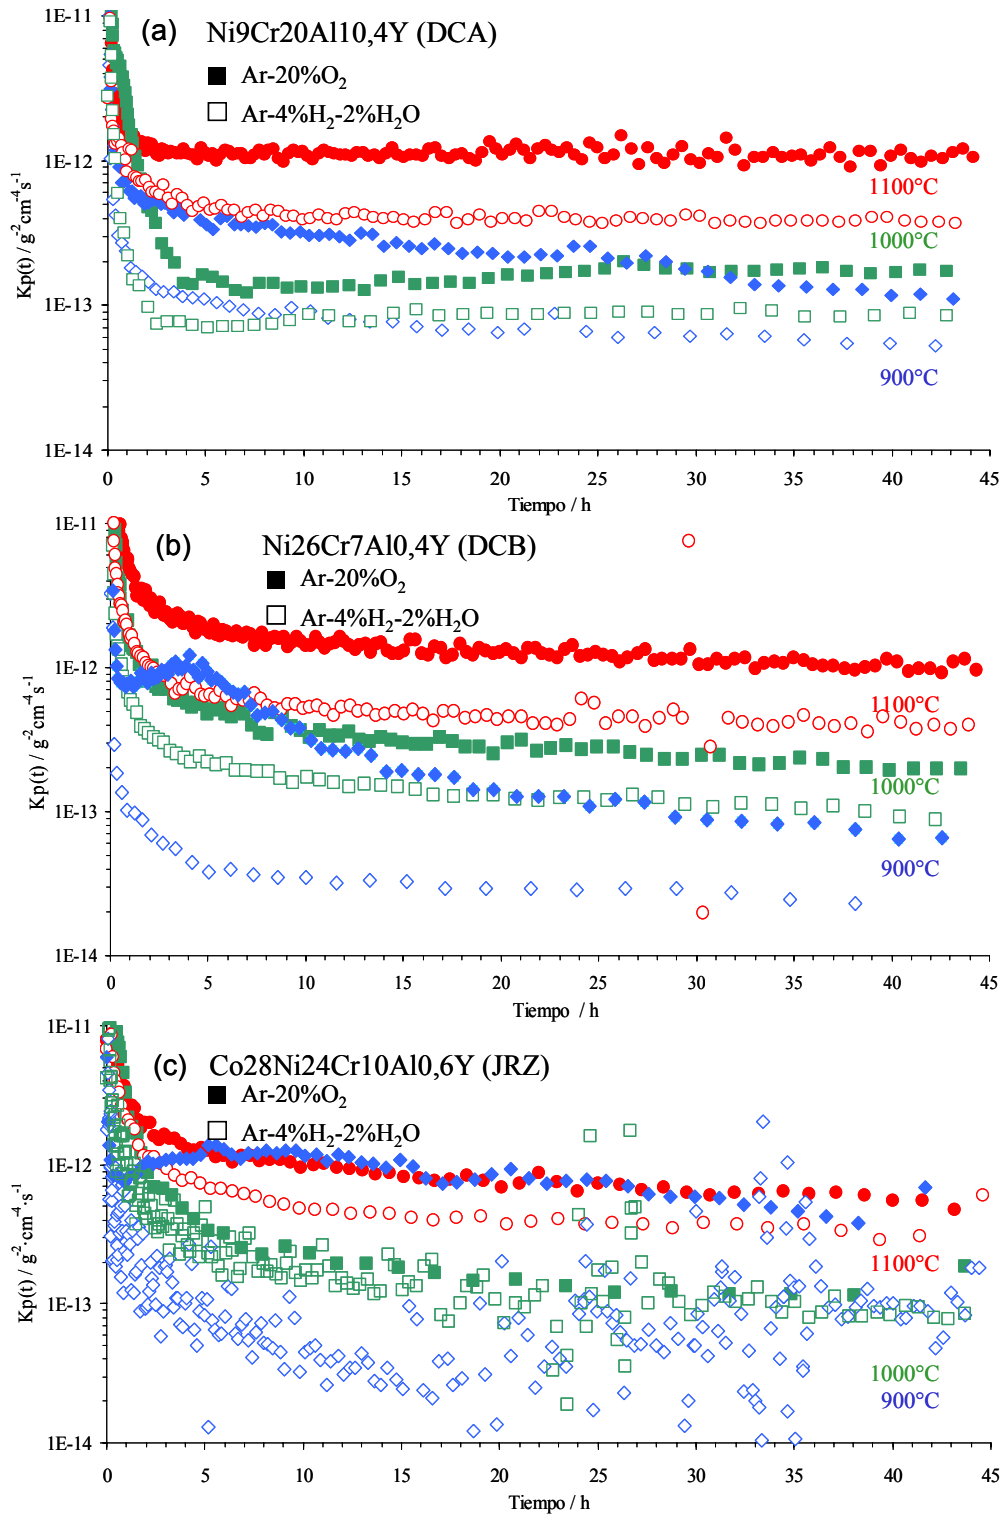 (a) Ni9Cr20Al10,4Y (DCA)
Ar-20%O₂
Ar-4%H₂-2%H₂O
1E-11
1E-12
1E-13
1E-14
Kp(t) / g⁻²cm⁻⁴s⁻¹
1100°C
1000°C
900°C
0 5 10 15 20 25 30 35 40 45
Tiempo / h
(b) Ni26Cr7Al0,4Y (DCB)
Ar-20%O₂
Ar-4%H₂-2%H₂O
1E-11
1E-12
1E-13
1E-14
Kp(t) / g⁻²cm⁻⁴s⁻¹
1100°C
1000°C
900°C
0 5 10 15 20 25 30 35 40 45
Tiempo / h
(c) Co28Ni24Cr10Al0,6Y (JRZ)
Ar-20%O₂
Ar-4%H₂-2%H₂O
1E-11
1E-12
1E-13
1E-14
Kp(t) / g⁻²·cm⁻⁴·s⁻¹
1100°C
1000°C
900°C
0 5 10 15 20 25 30 35 40 45
Tiempo / h